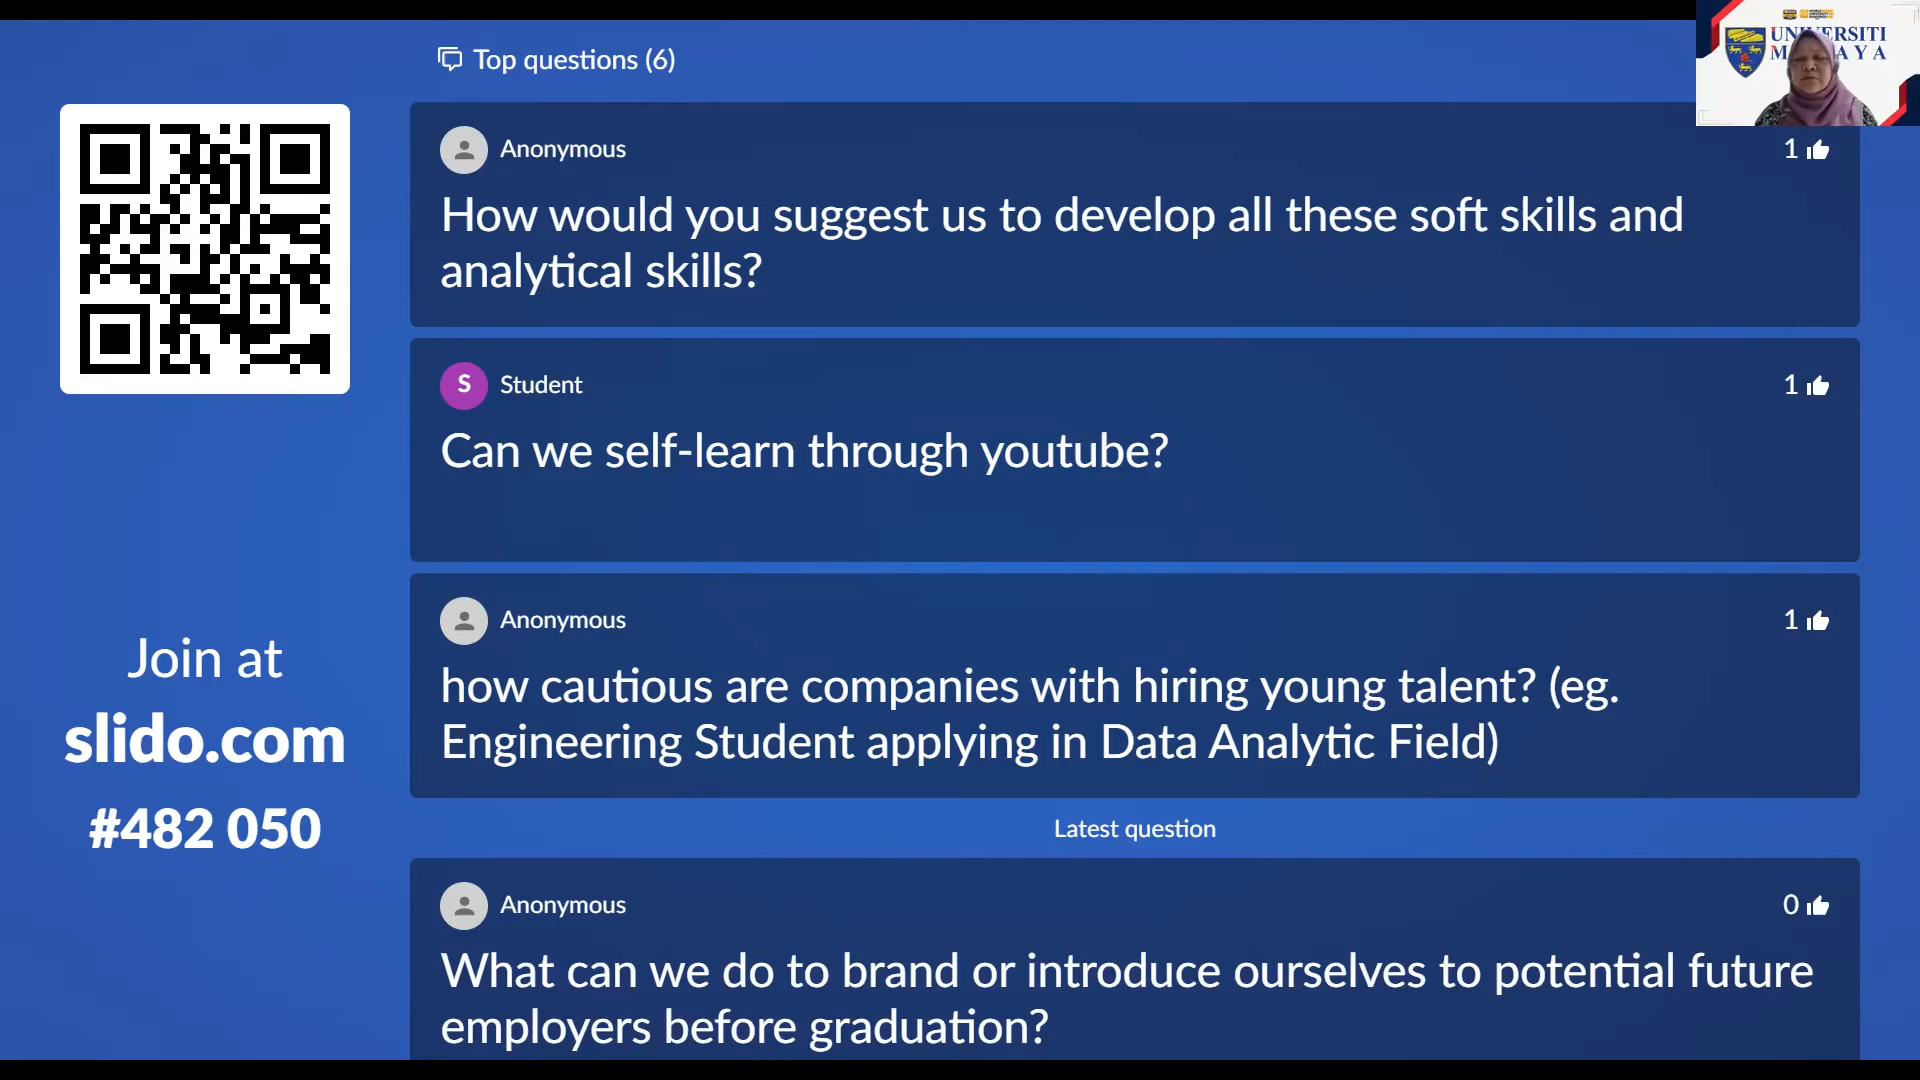 Top questions (6)
UNIVERSITI
Anonymous
1
How would you suggest us to develop all these soft skills and
analytical skills?
S
Student
1
Can we self-learn through youtube?
Anonymous
1
how cautious are companies with hiring young talent? (eg.
Engineering Student applying in Data Analytic Field)
Latest question
Anonymous
0
What can we do to brand or introduce ourselves to potential future
employers before graduation?
Join at
slido.com
#482 050